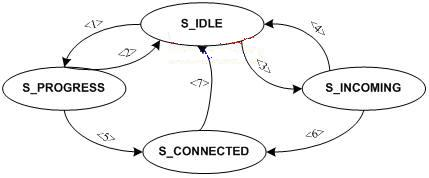 S_IDLE
<1>
<2>
<3>
<4>
S_PROGRESS
<7>
S_INCOMING
<5>
<6>
S_CONNECTED